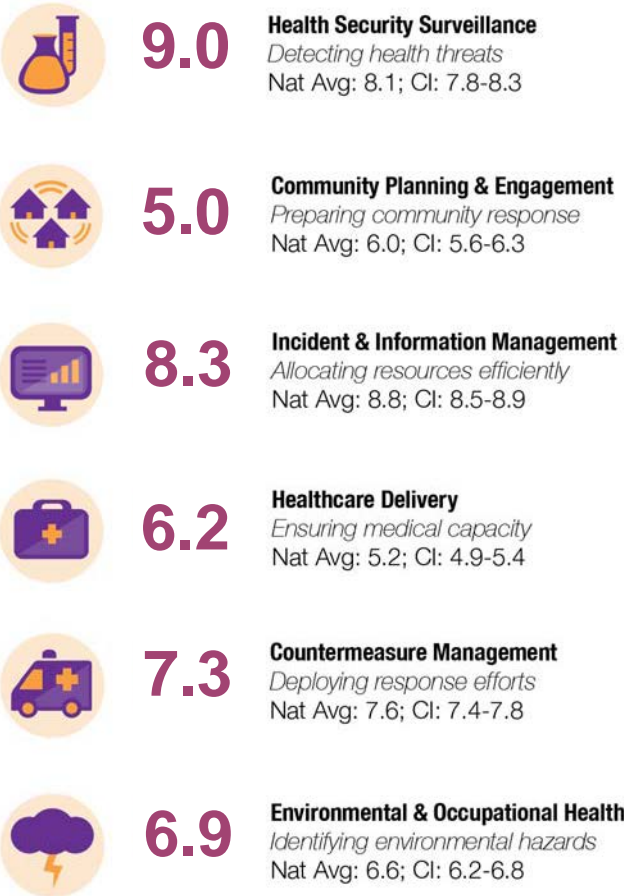 9.0
Health Security Surveillance
Detecting health threats
Nat Avg: 8.1; CI: 7.8-8.3
5.0
Community Planning & Engagement
Preparing community response
Nat Avg: 6.0; CI: 5.6-6.3
8.3
Incident & Information Management
Allocating resources efficiently
Nat Avg: 8.8; CI: 8.5-8.9
6.2
Healthcare Delivery
Ensuring medical capacity
Nat Avg: 5.2; CI: 4.9-5.4
7.3
Countermeasure Management
Deploying response efforts
Nat Avg: 7.6; CI: 7.4-7.8
6.9
Environmental & Occupational Health
Identifying environmental hazards
Nat Avg: 6.6; CI: 6.2-6.8